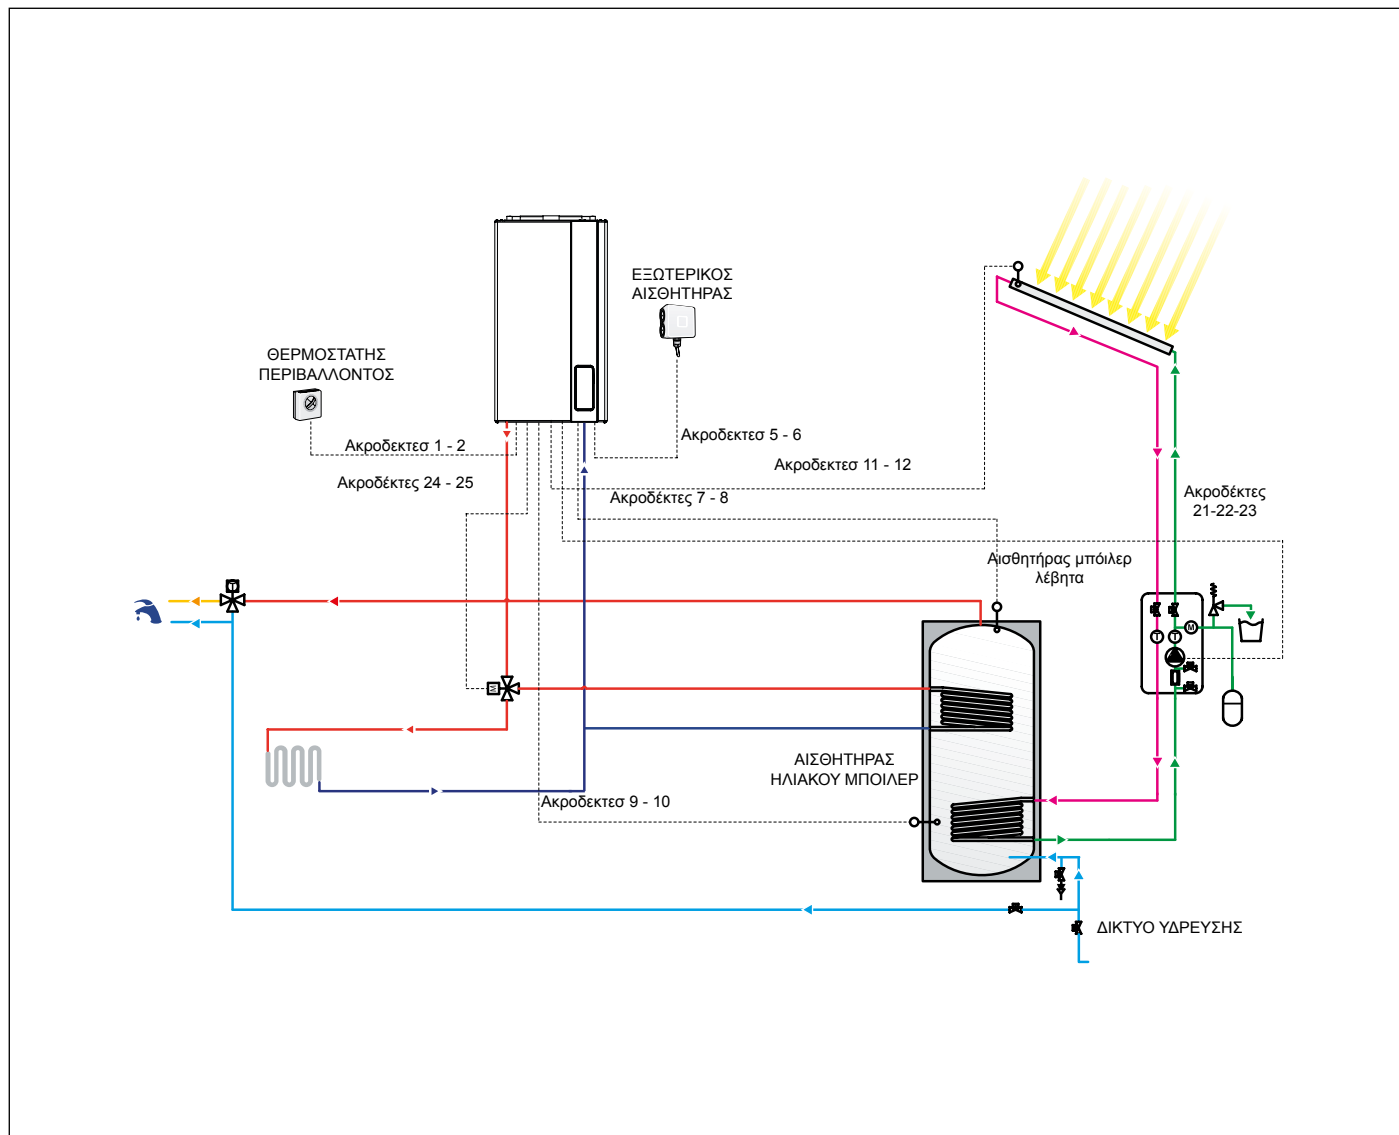 ΕΞΩΤΕΡΙΚΟΣ
ΑΙΣΘΗΤΗΡΑΣ
ΘΕΡΜΟΣΤΑΤΗΣ
ΠΕΡΙΒΑΛΛΟΝΤΟΣ
Ακροδεκτεσ 1 - 2
Ακροδεκτεσ 5 - 6
Ακροδεκτεσ 11 - 12
Ακροδέκτες 24 - 25
Ακροδέκτες 7 - 8
Ακροδέκτες
21-22-23
Αισθητήρας μπόιλερ
λέβητα
T
M
T
T
M
ΑΙΣΘΗΤΗΡΑΣ
ΗΛΙΑΚΟΥ ΜΠΟΙΛΕΡ
Ακροδεκτεσ 9 - 10
ΔΙΚΤΥΟ ΥΔΡΕΥΣΗΣ